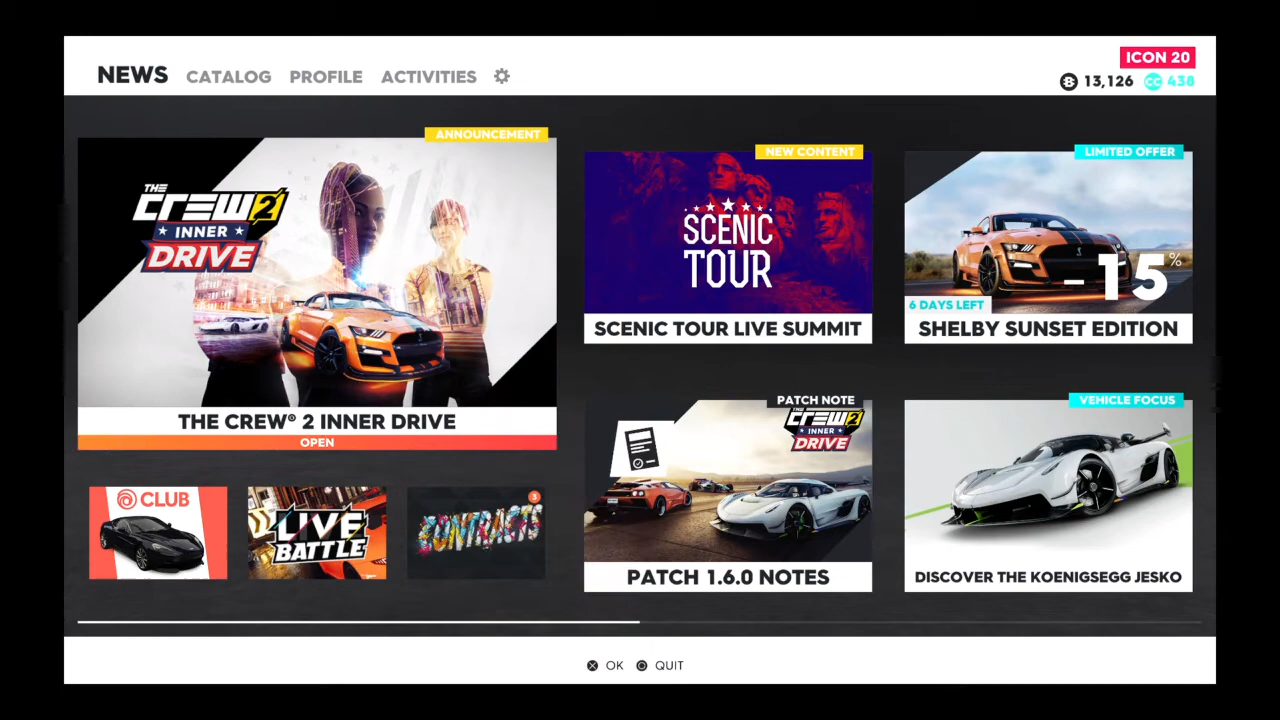 NEWS CATALOG PROFILE ACTIVITIES
ICON 20
13,126 CC 438
ANNOUNCEMENT
THE
CREW 2
INNER
DRIVE
THE CREW® 2 INNER DRIVE
OPEN
CLUB
LIVE
BATTLE
3
CONTRACTS
NEW CONTENT
SCENIC
TOUR
SCENIC TOUR LIVE SUMMIT
LIMITED OFFER
-15%
6 DAYS LEFT
SHELBY SUNSET EDITION
PATCH NOTE
THE
CREW 2
INNER
DRIVE
PATCH 1.6.0 NOTES
VEHICLE FOCUS
DISCOVER THE KOENIGSEGG JESKO
OK QUIT